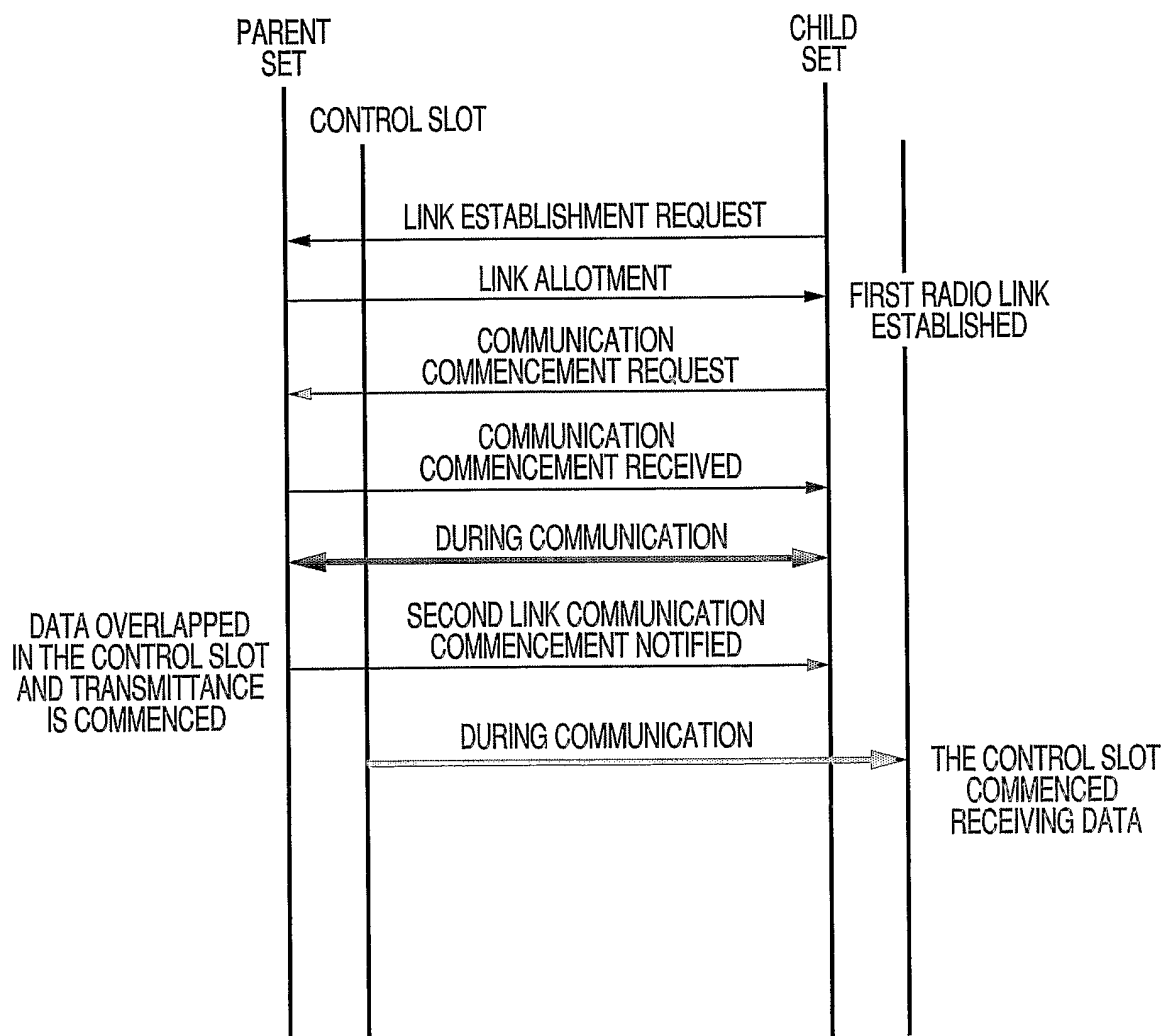 PARENT
SET
CHILD
SET
CONTROL SLOT
LINK ESTABLISHMENT REQUEST
LINK ALLOTMENT
FIRST RADIO LINK
ESTABLISHED
COMMUNICATION
COMMENCEMENT REQUEST
COMMUNICATION
COMMENCEMENT RECEIVED
DURING COMMUNICATION
DATA OVERLAPPED
IN THE CONTROL SLOT
AND TRANSMITTANCE
IS COMMENCED
SECOND LINK COMMUNICATION
COMMENCEMENT NOTIFIED
DURING COMMUNICATION
THE CONTROL SLOT
COMMENCED
RECEIVING DATA